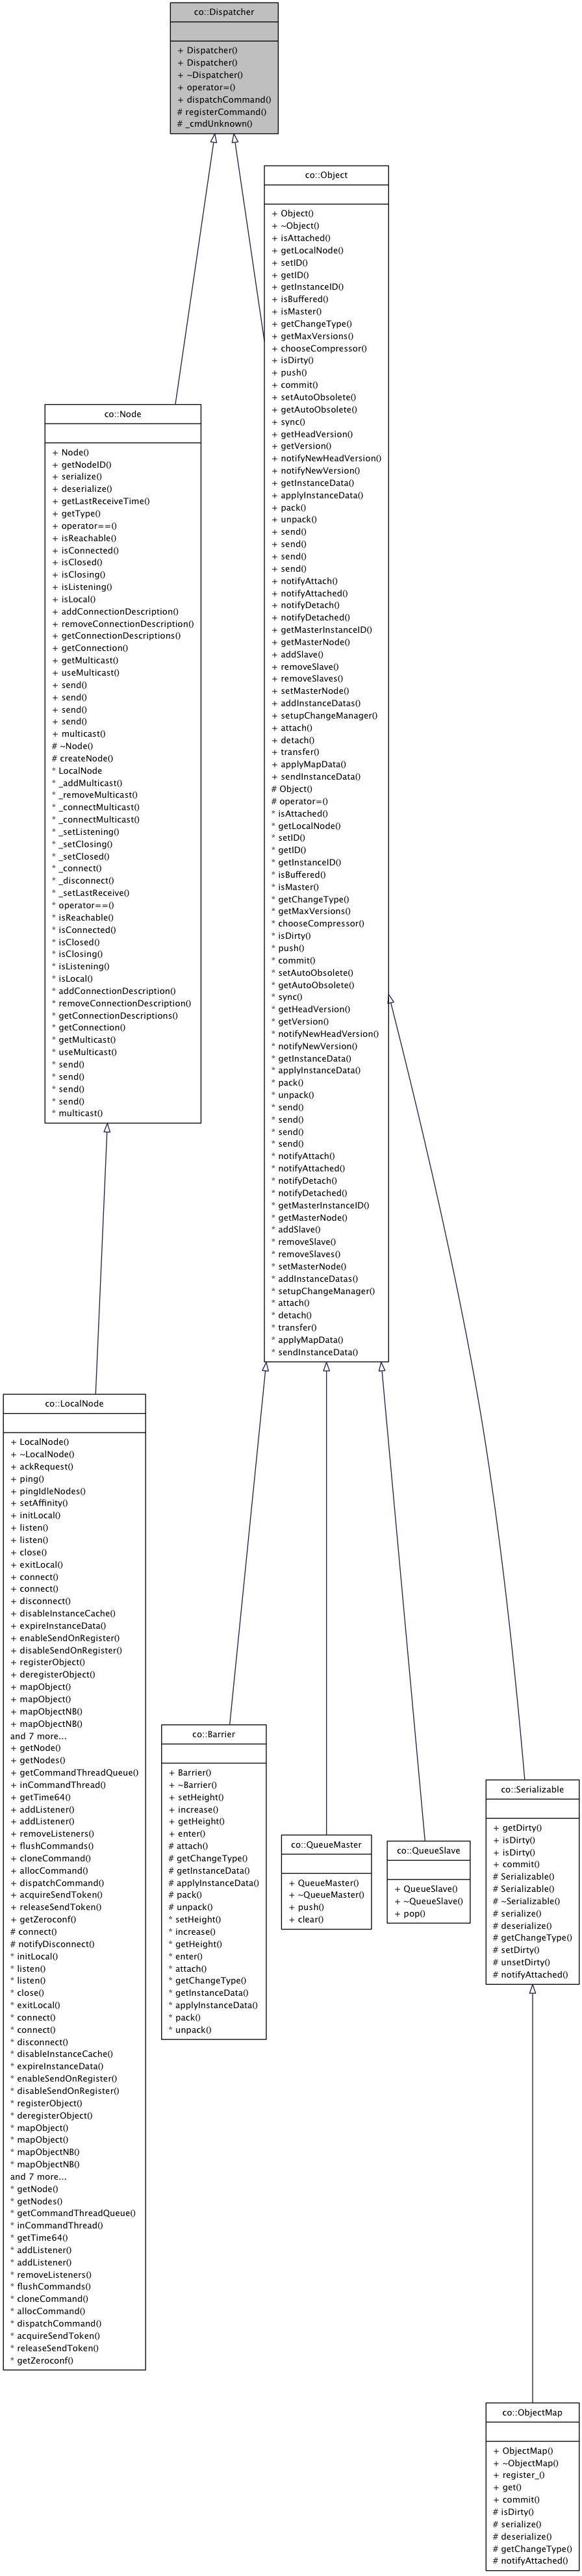 co::Dispatcher
+ Dispatcher()
+ Dispatcher()
+ ~Dispatcher()
+ operator=()
+ dispatchCommand()
# registerCommand()
# _cmdUnknown()
co::Object
+ Object()
+ ~Object()
+ isAttached()
+ getLocalNode()
+ setID()
+ getID()
+ getInstanceID()
+ isBuffered()
+ isMaster()
+ getChangeType()
+ getMaxVersions()
+ chooseCompressor()
+ isDirty()
+ push()
+ commit()
+ setAutoObsolete()
+ getAutoObsolete()
+ sync()
+ getHeadVersion()
+ getVersion()
+ notifyNewHeadVersion()
+ notifyNewVersion()
+ getInstanceData()
+ applyInstanceData()
+ pack()
+ unpack()
+ send()
+ send()
+ send()
+ send()
+ notifyAttach()
+ notifyAttached()
+ notifyDetach()
+ notifyDetached()
+ getMasterInstanceID()
+ getMasterNode()
+ addSlave()
+ removeSlave()
+ removeSlaves()
+ setMasterNode()
+ addInstanceDatas()
+ setupChangeManager()
+ attach()
+ detach()
+ transfer()
+ applyMapData()
+ sendInstanceData()
# Object()
# operator=()
* isAttached()
* getLocalNode()
* setID()
* getID()
* getInstanceID()
* isBuffered()
* isMaster()
* getChangeType()
* getMaxVersions()
* chooseCompressor()
* isDirty()
* push()
* commit()
* setAutoObsolete()
* getAutoObsolete()
* sync()
* getHeadVersion()
* getVersion()
* notifyNewHeadVersion()
* notifyNewVersion()
* getInstanceData()
* applyInstanceData()
* pack()
* unpack()
* send()
* send()
* send()
* send()
* notifyAttach()
* notifyAttached()
* notifyDetach()
* notifyDetached()
* getMasterInstanceID()
* getMasterNode()
* addSlave()
* removeSlave()
* removeSlaves()
* setMasterNode()
* addInstanceDatas()
* setupChangeManager()
* attach()
* detach()
* transfer()
* applyMapData()
* sendInstanceData()
co::Node
+ Node()
+ getNodeID()
+ serialize()
+ deserialize()
+ getLastReceiveTime()
+ getType()
+ operator==()
+ isReachable()
+ isConnected()
+ isClosed()
+ isClosing()
+ isListening()
+ isLocal()
+ addConnectionDescription()
+ removeConnectionDescription()
+ getConnectionDescriptions()
+ getConnection()
+ getMulticast()
+ useMulticast()
+ send()
+ send()
+ send()
+ send()
+ multicast()
# ~Node()
# createNode()
* LocalNode
* _addMulticast()
* _removeMulticast()
* _connectMulticast()
* _connectMulticast()
* _setListening()
* _setClosing()
* _setClosed()
* _connect()
* _disconnect()
* _setLastReceive()
* operator==()
* isReachable()
* isConnected()
* isClosed()
* isClosing()
* isListening()
* isLocal()
* addConnectionDescription()
* removeConnectionDescription()
* getConnectionDescriptions()
* getConnection()
* getMulticast()
* useMulticast()
* send()
* send()
* send()
* send()
* multicast()
co::LocalNode
+ LocalNode()
+ ~LocalNode()
+ ackRequest()
+ ping()
+ pingIdleNodes()
+ setAffinity()
+ initLocal()
+ listen()
+ listen()
+ close()
+ exitLocal()
+ connect()
+ connect()
+ disconnect()
+ disableInstanceCache()
+ expireInstanceData()
+ enableSendOnRegister()
+ disableSendOnRegister()
+ registerObject()
+ deregisterObject()
+ mapObject()
+ mapObject()
+ mapObjectNB()
+ mapObjectNB()
and 7 more...
+ getNode()
+ getNodes()
+ getCommandThreadQueue()
+ inCommandThread()
+ getTime64()
+ addListener()
+ addListener()
+ removeListeners()
+ flushCommands()
+ cloneCommand()
+ allocCommand()
+ dispatchCommand()
+ acquireSendToken()
+ releaseSendToken()
+ getZeroconf()
# connect()
# notifyDisconnect()
* initLocal()
* listen()
* listen()
* close()
* exitLocal()
* connect()
* connect()
* disconnect()
* disableInstanceCache()
* expireInstanceData()
* enableSendOnRegister()
* disableSendOnRegister()
* registerObject()
* deregisterObject()
* mapObject()
* mapObject()
* mapObjectNB()
* mapObjectNB()
and 7 more...
* getNode()
* getNodes()
* getCommandThreadQueue()
* inCommandThread()
* getTime64()
* addListener()
* addListener()
* removeListeners()
* flushCommands()
* cloneCommand()
* allocCommand()
* dispatchCommand()
* acquireSendToken()
* releaseSendToken()
* getZeroconf()
co::Barrier
+ Barrier()
+ ~Barrier()
+ setHeight()
+ increase()
+ getHeight()
+ enter()
# attach()
# getChangeType()
# getInstanceData()
# applyInstanceData()
# pack()
# unpack()
* setHeight()
* increase()
* getHeight()
* enter()
* attach()
* getChangeType()
* getInstanceData()
* applyInstanceData()
* pack()
* unpack()
co::QueueMaster
+ QueueMaster()
+ ~QueueMaster()
+ push()
+ clear()
co::QueueSlave
+ QueueSlave()
+ ~QueueSlave()
+ pop()
co::Serializable
+ getDirty()
+ isDirty()
+ isDirty()
+ commit()
# Serializable()
# Serializable()
# ~Serializable()
# serialize()
# deserialize()
# getChangeType()
# setDirty()
# unsetDirty()
# notifyAttached()
co::ObjectMap
+ ObjectMap()
+ ~ObjectMap()
+ register_()
+ get()
+ commit()
# isDirty()
# serialize()
# deserialize()
# getChangeType()
# notifyAttached()